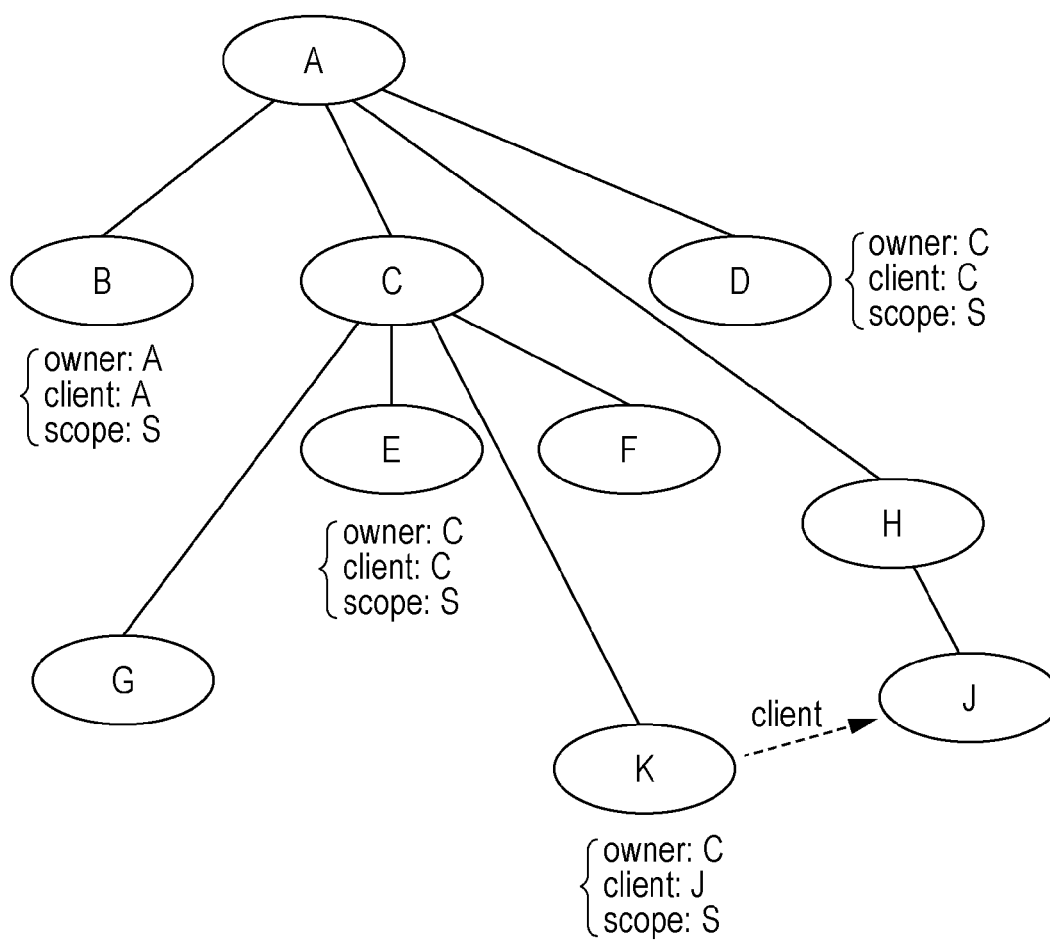 A
B
C
D
owner: C
client: C
scope: S
owner: A
client: A
scope: S
E
F
owner: C
client: C
scope: S
H
G
client
J
K
owner: C
client: J
scope: S